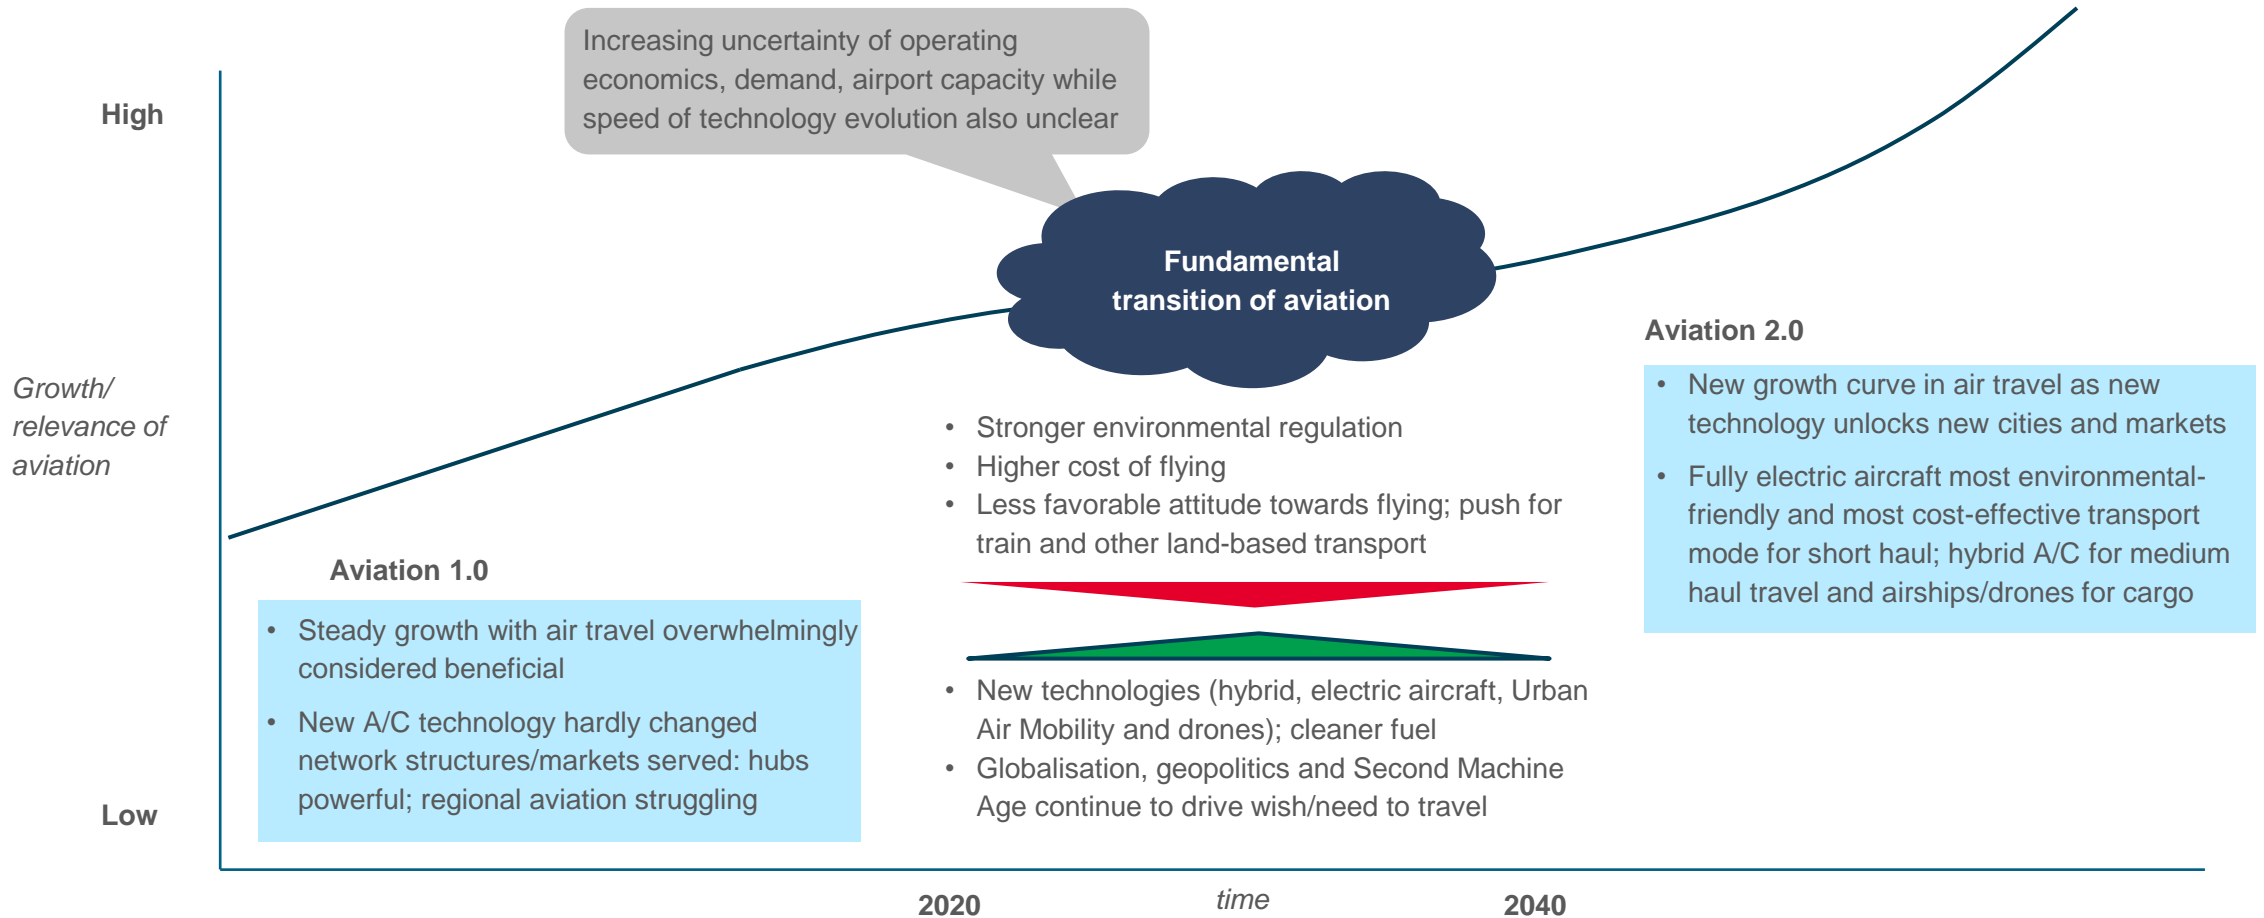 Increasing uncertainty of operating
economics, demand, airport capacity while
speed of technology evolution also unclear
High
Fundamental
transition of aviation
Growth/
relevance of
aviation
Aviation 2.0
• New growth curve in air travel as new
technology unlocks new cities and markets
• Fully electric aircraft most environmental-
friendly and most cost-effective transport
mode for short haul; hybrid A/C for medium
haul travel and airships/drones for cargo
• Stronger environmental regulation
• Higher cost of flying
• Less favorable attitude towards flying; push for
train and other land-based transport
Aviation 1.0
• Steady growth with air travel overwhelmingly
considered beneficial
• New A/C technology hardly changed
network structures/markets served: hubs
powerful; regional aviation struggling
• New technologies (hybrid, electric aircraft, Urban
Air Mobility and drones); cleaner fuel
• Globalisation, geopolitics and Second Machine
Age continue to drive wish/need to travel
Low
2020
time
2040